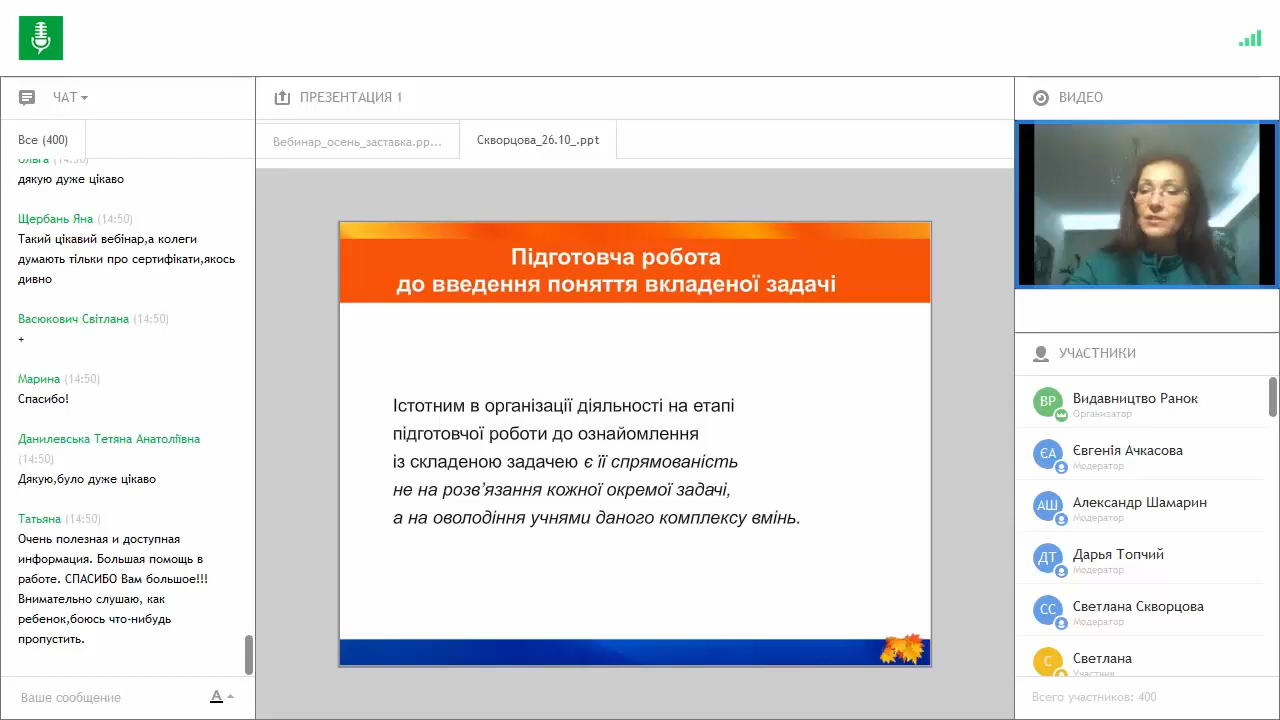 ЧАТ
Все (400)
Ольга (14:50)
дякую дуже цікаво
Щербань Яна (14:50)
Такий цікавий вебінар,а колеги
думають тільки про сертифікати,якось
дивно
Васюкович Світлана (14:50)
+
Марина (14:50)
Спасибо!
Данилевська Тетяна Анатоліївна
(14:50)
Дякую,було дуже цікаво
Татьяна (14:50)
Очень полезная и доступная
информация. Большая помощь в
работе. СПАСИБО Вам большое!!!
Внимательно слушаю, как
ребенок,боюсь что-нибудь
пропустить.
Ваше сообщение
А
ПРЕЗЕНТАЦИЯ 1
Вебинар_осень_заставка.pp...
Скворцова_26.10_.ppt
Підготовча робота
до введення поняття вкладеної задачі
Істотним в організації діяльності на етапі
підготовчої роботи до ознайомлення
із складеною задачею є її спрямованість
не на розв’язання кожної окремої задачі,
а на оволодіння учнями даного комплексу вмінь.
ВИДЕО
УЧАСТНИКИ
ВР
Видавництво Ранок
Организатор
ЄА
Євгенія Ачкасова
Модератор
АШ
Александр Шамарин
Модератор
ДТ
Дарья Топчий
Модератор
СС
Светлана Скворцова
Модератор
С
Светлана
Участник
Всего участников: 400